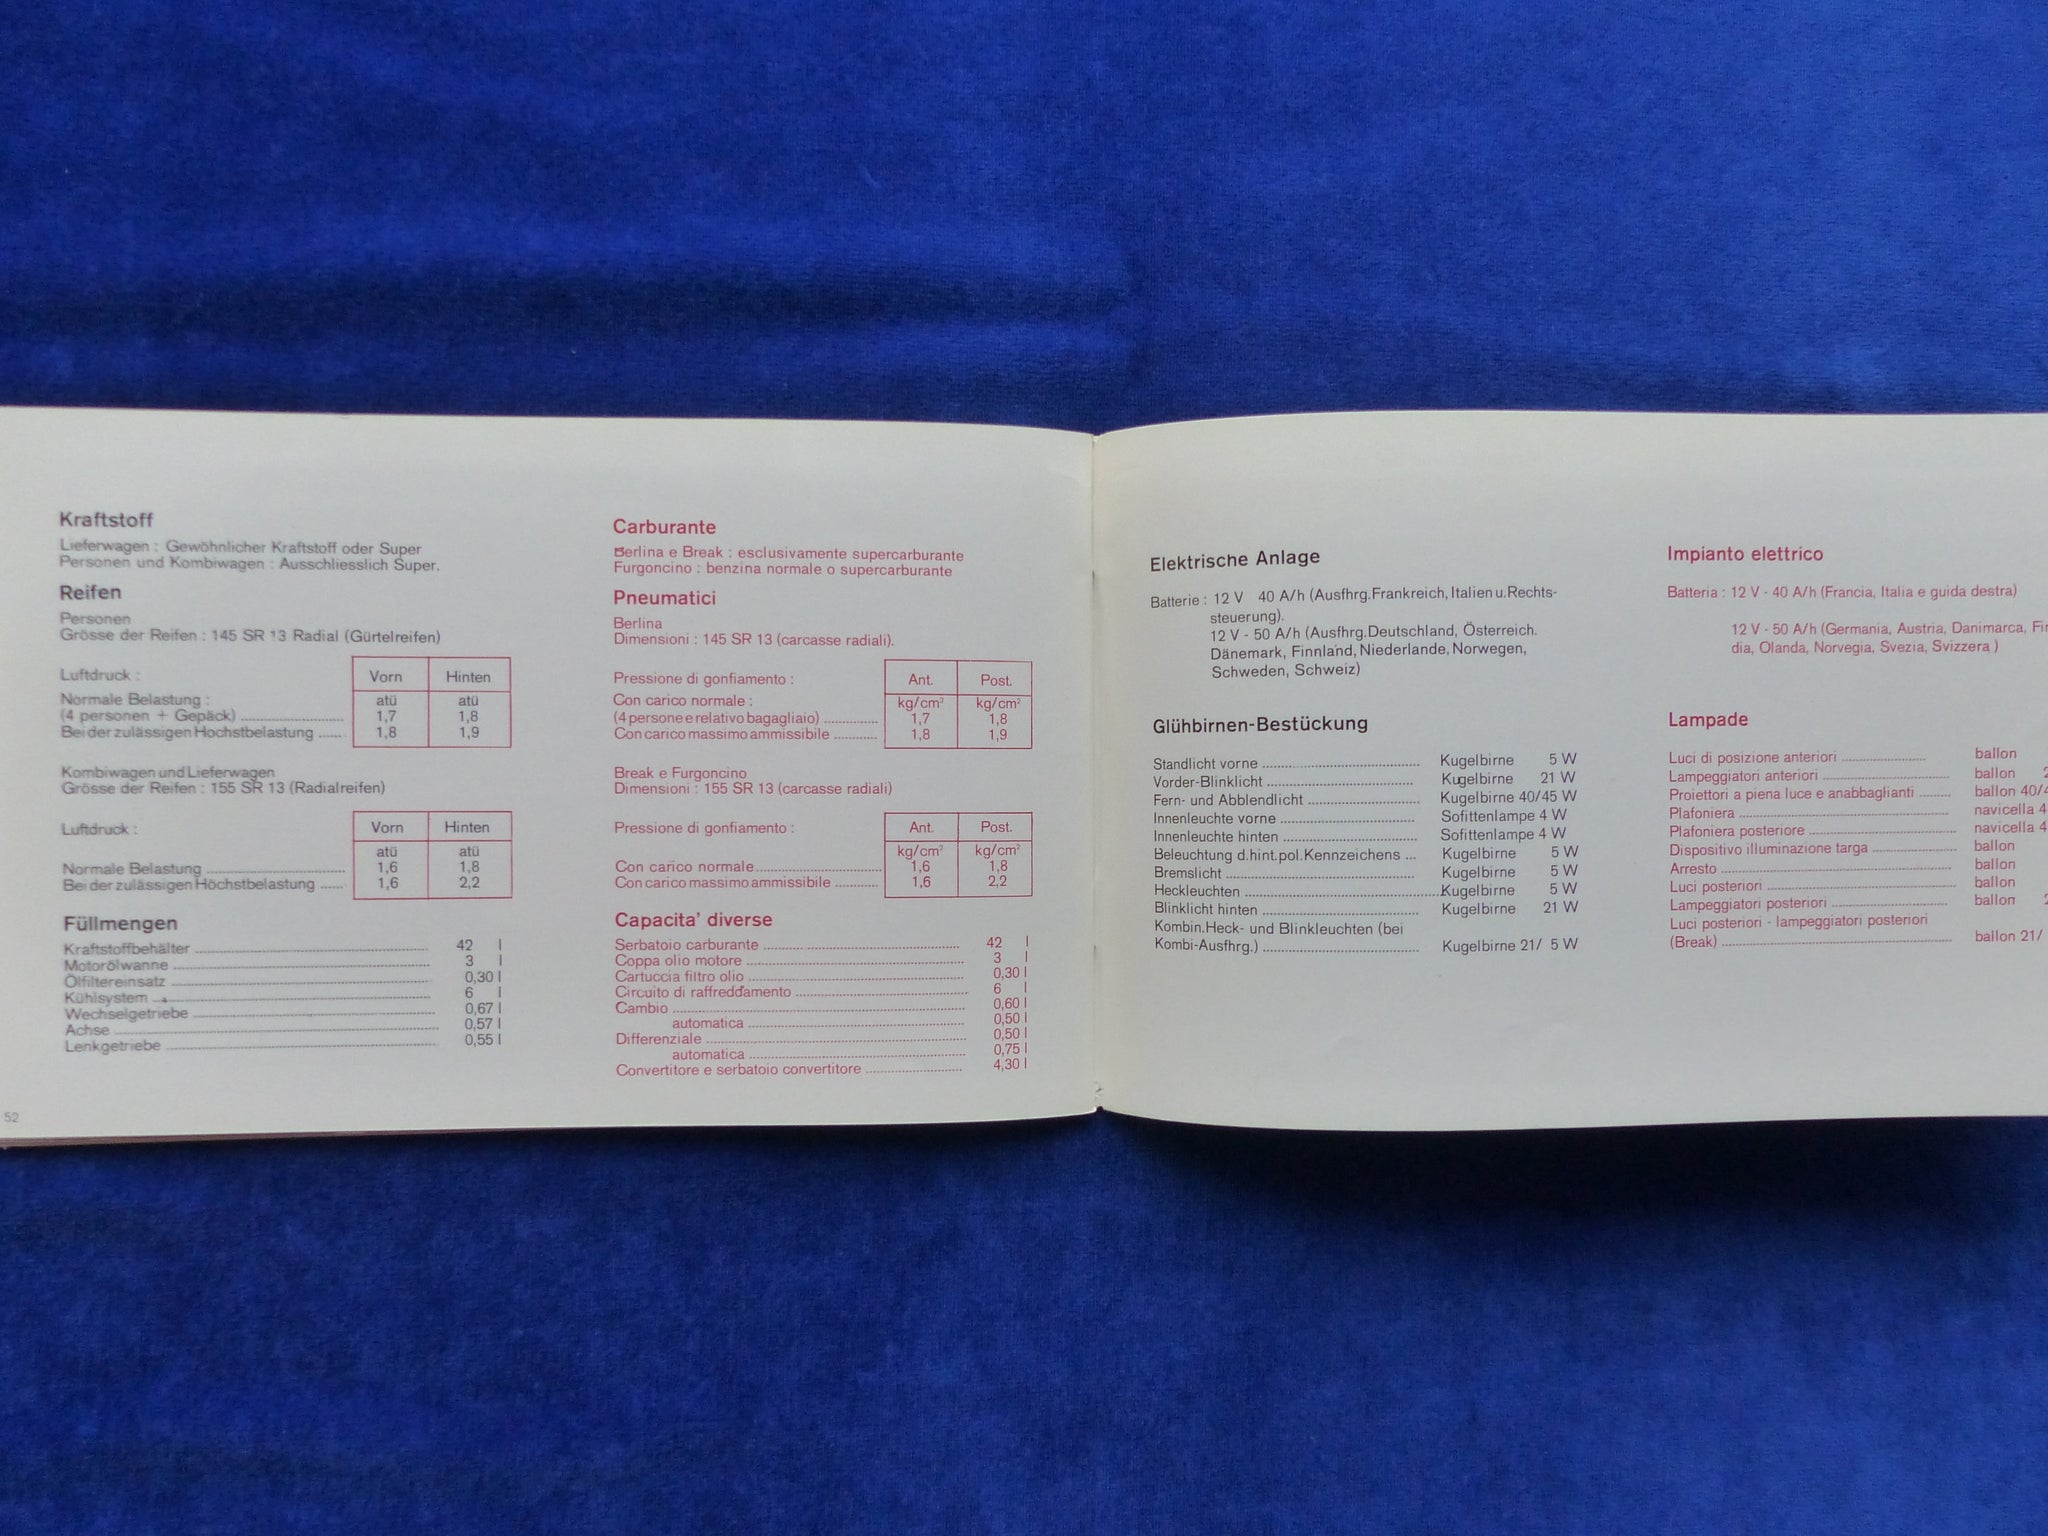 Kraftstoff
Lieferwagen : Gewöhnlicher Kraftstoff oder Super
Personen und Kombiwagen : Ausschliesslich Super.
Reifen
Personen
Grösse der Reifen : 145 SR 13 Radial (Gürtelreifen)
Luftdruck : Vorn Hinten
Normale Belastung : atü atü
(4 personen + Gepäck) 1,7 1,8
Bei der zulässigen Hochstbelastung 1,8 1,9
Kombiwagen und Lieferwagen
Grösse der Reifen : 155 SR 13 (Radialreifen)
Luftdruck : Vorn Hinten
atü atü
Normale Belastung 1,6 1,8
Bei der zulässigen Höchstbelastung 1,6 2,2
Füllmengen
Kraftstoffbehälter 42 l
Motorölwanne 3 l
Ölfiltereinsatz 0,30 l
Kühlsystem 6 l
Wechselgetriebe 0,67 l
Achse 0,57 l
Lenkgetriebe 0,55 l
52
Carburante
Berlina e Break : esclusivamente supercarburante
Furgoncino : benzina normale o supercarburante
Pneumatici
Berlina
Dimensioni : 145 SR 13 (carcasse radiali).
Pressione di gonfiamento : Ant. Post.
Con carico normale : kg/cm² kg/cm²
(4 persone e relativo bagagliaio) 1,7 1,8
Con carico massimo ammissibile 1,8 1,9
Break e Furgoncino
Dimensioni : 155 SR 13 (carcasse radiali)
Pressione di gonfiamento : Ant. Post.
kg/cm² kg/cm²
Con carico normale 1,6 1,8
Con carico massimo ammissibile 1,6 2,2
Capacita' diverse
Serbatoio carburante 42 l
Coppa olio motore 3 l
Cartuccia filtro olio 0,30 l
Circuito di raffreddamento 6 l
Cambio 0,60 l
automatica 0,50 l
Differenziale 0,50 l
automatica 0,75 l
Convertitore e serbatoio convertitore 4,30 l
Elektrische Anlage
Batterie : 12 V 40 A/h (Ausfhrg.Frankreich, Italien u.Rechts-
steuerung).
12 V - 50 A/h (Ausfhrg.Deutschland, Österreich.
Dänemark, Finnland, Niederlande, Norwegen,
Schweden, Schweiz)
Glühbirnen-Bestückung
Standlicht vorne Kugelbirne 5 W
Vorder-Blinklicht Kugelbirne 21 W
Fern- und Abblendlicht Kugelbirne 40/45 W
Innenleuchte vorne Sofittenlampe 4 W
Innenleuchte hinten Sofittenlampe 4 W
Beleuchtung d.hint.pol.Kennzeichens ... Kugelbirne 5 W
Bremslicht Kugelbirne 5 W
Heckleuchten Kugelbirne 5 W
Blinklicht hinten Kugelbirne 21 W
Kombin.Heck- und Blinkleuchten (bei
Kombi-Ausfhrg.) Kugelbirne 21/ 5 W
Impianto elettrico
Batteria : 12 V - 40 A/h (Francia, Italia e guida destra)
12 V - 50 A/h (Germania, Austria, Danimarca,
dia, Olanda, Norvegia, Svezia, Svizzera )
Lampade
Luci di posizione anteriori ballon
Lampeggiatori anteriori ballon
Proiettori a piena luce e anabbaglianti ballon 40/
Plafoniera navicella 4
Plafoniera posteriore navicella 4
Dispositivo illuminazione targa ballon
Arresto ballon
Luci posteriori ballon
Lampeggiatori posteriori ballon
Luci posteriori - lampeggiatori posteriori
(Break) ballon 21/